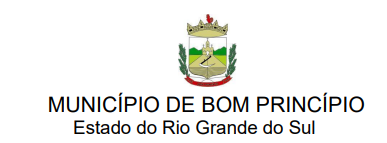 MUNICÍPIO DE BOM PRINCÍPIO
Estado do Rio Grande do Sul